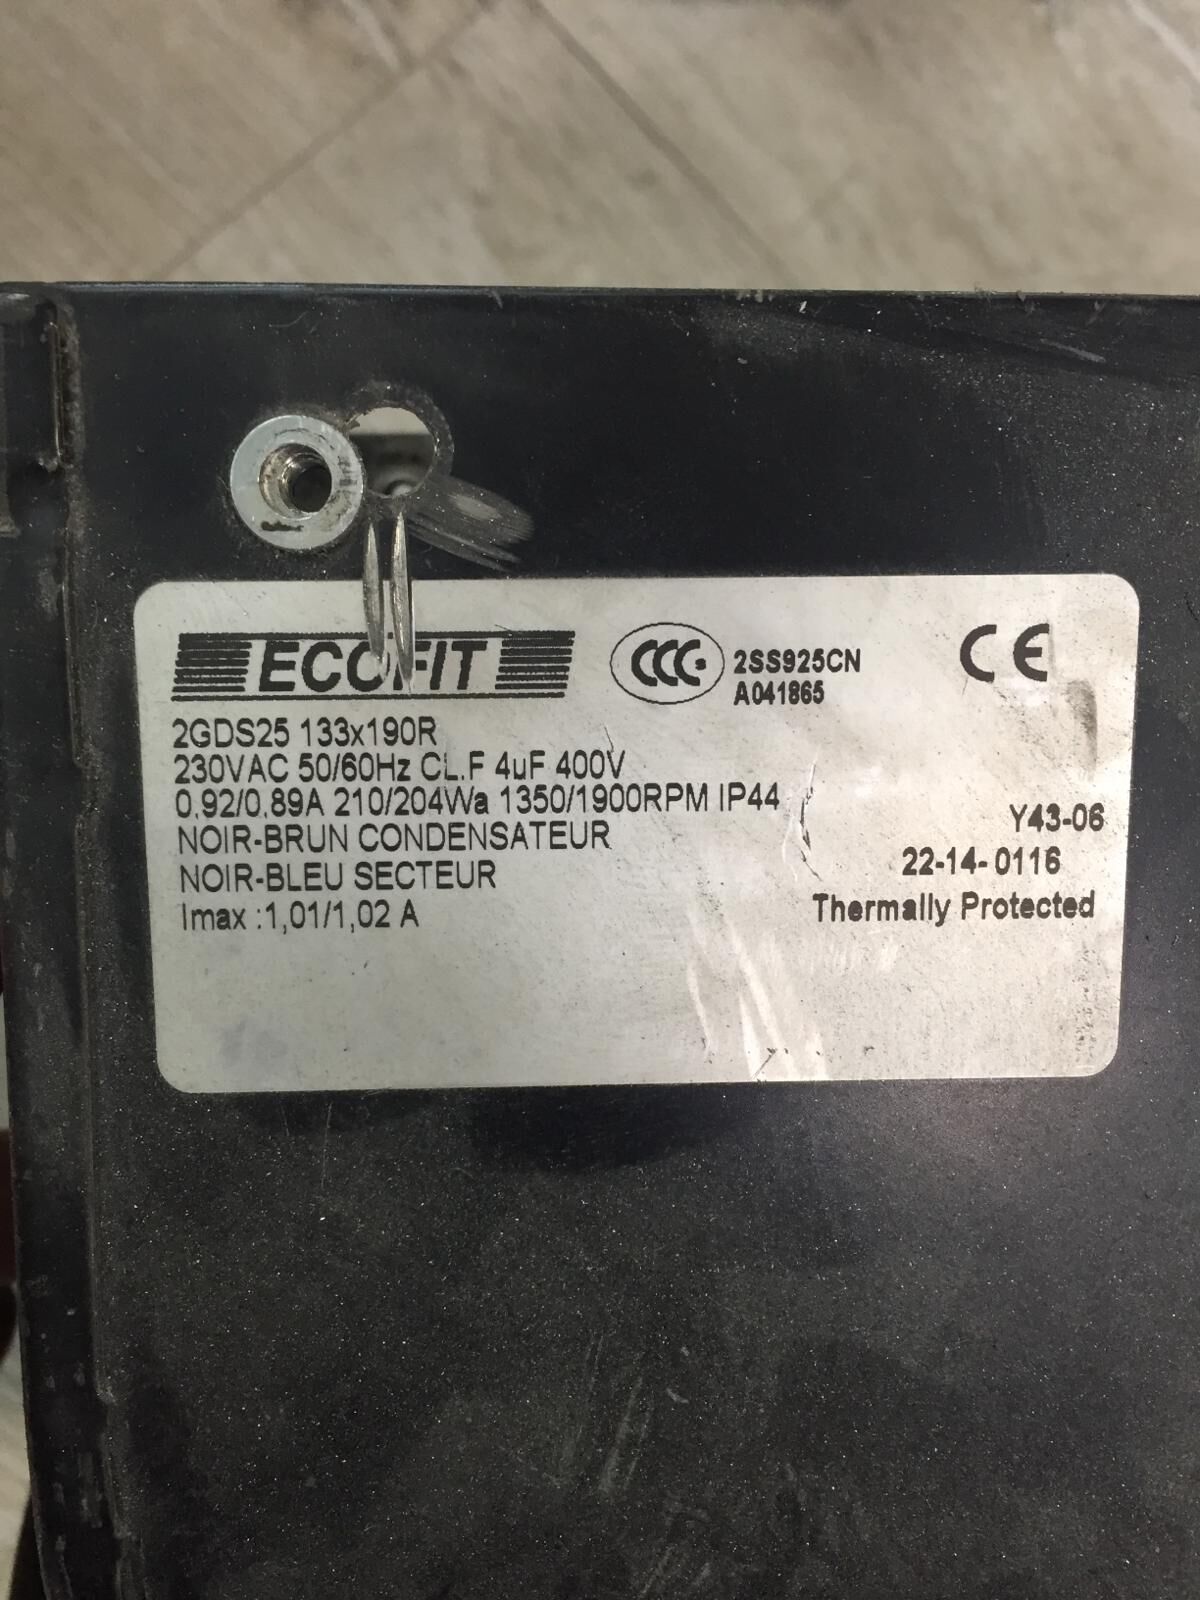 ECOFIT
CCC
2SS925CN
A041865
CE
2GDS25 133x190R
230VAC 50/60Hz CL.F 4uF 400V
0,92/0,89A 210/204Wa 1350/1900RPM IP44
NOIR-BRUN CONDENSATEUR
Y43-06
NOIR-BLEU SECTEUR
22-14-0116
Imax :1,01/1,02 A
Thermally Protected